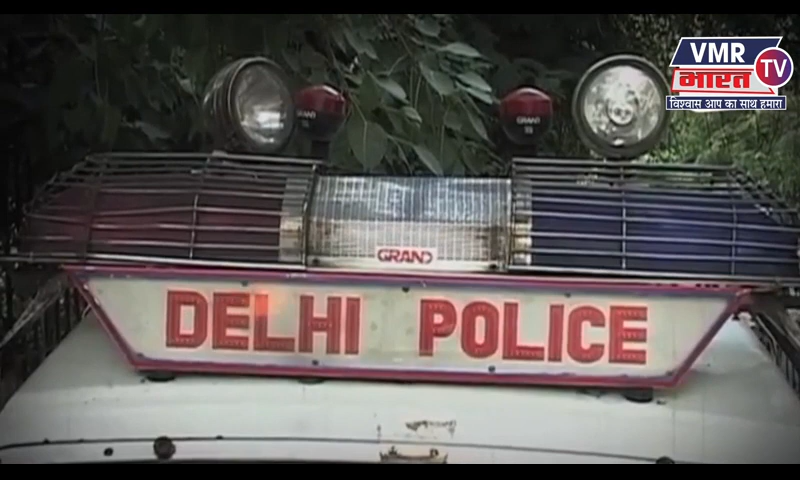 VMR
भारत TV
विश्वास आप का साथ हमारा
GRAND
GRAND
GRAND
DELHI POLICE